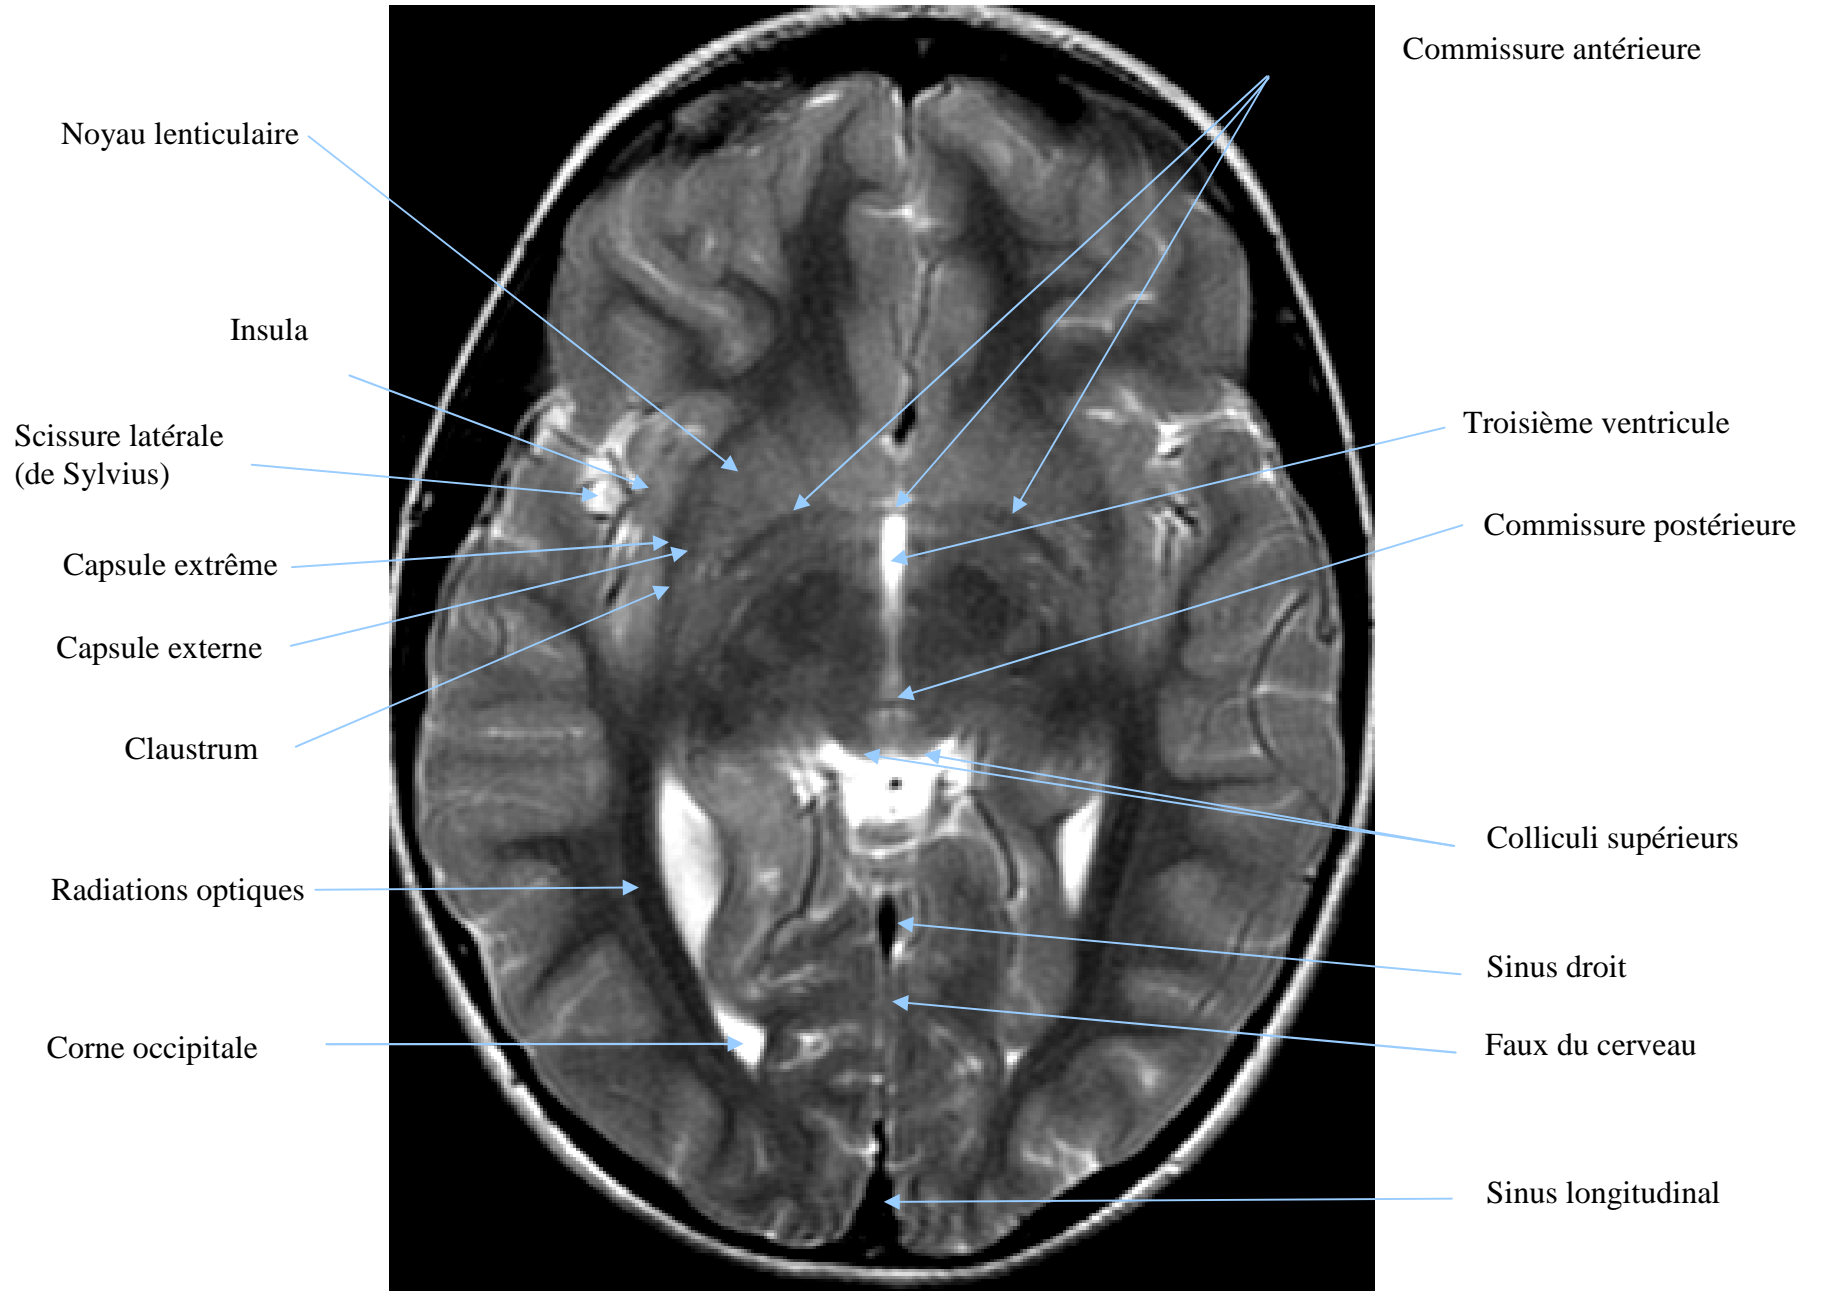 Commissure antérieure
Noyau lenticulaire
Insula
Troisième ventricule
Scissure latérale
(de Sylvius)
Commissure postérieure
Capsule extrême
Capsule externe
Claustrum
Colliculi supérieurs
Radiations optiques
Sinus droit
Corne occipitale
Faux du cerveau
Sinus longitudinal